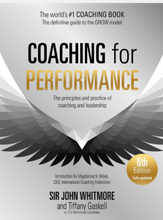 The world's #1 COACHING BOOK
The definitive guide to the GROW model
COACHING for
PERFORMANCE
The principles and practice of
coaching and leadership
6th
Edition
Fully updated
Introduction by Magdalena N. Mook,
CEO, International Coaching Federation
SIR JOHN WHITMORE
and Tiffany Gaskell